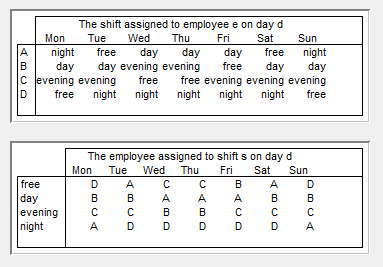 The shift assigned to employee e on day d
Mon Tue Wed Thu Fri Sat Sun
A night free day day day free night
B day day evening evening free day day
C evening evening free free evening evening evening
D free night night night night night free
The employee assigned to shift s on day d
Mon Tue Wed Thu Fri Sat Sun
free D A C C B A D
day B B A A A B B
evening C C B B C C C
night A D D D D D A